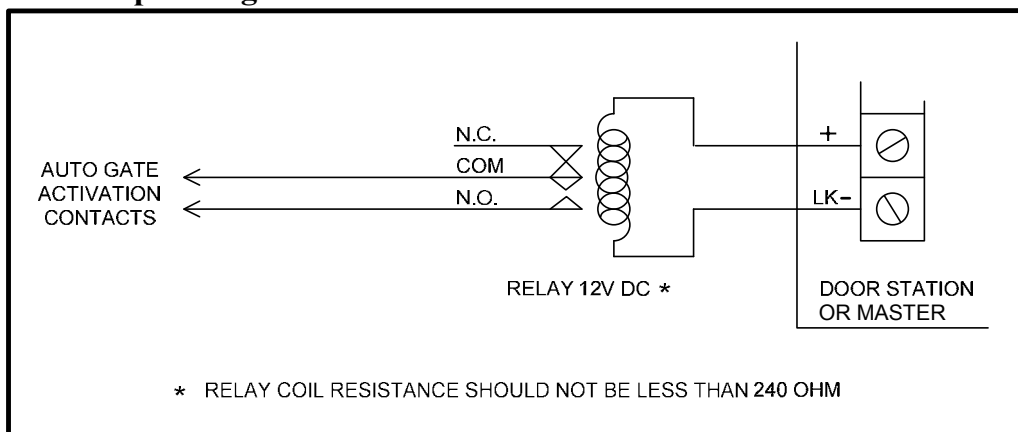 N.C.
COM
N.O.
AUTO GATE
ACTIVATION
CONTACTS
+
LK-
RELAY 12V DC *
DOOR STATION
OR MASTER
* RELAY COIL RESISTANCE SHOULD NOT BE LESS THAN 240 OHM